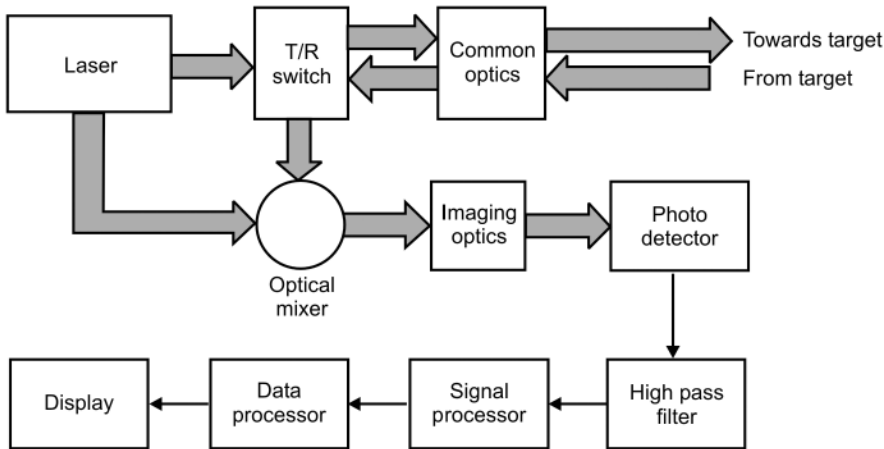 Laser
T/R
switch
Common
optics
Towards target
From target
Optical
mixer
Imaging
optics
Photo
detector
Display
Data
processor
Signal
processor
High pass
filter